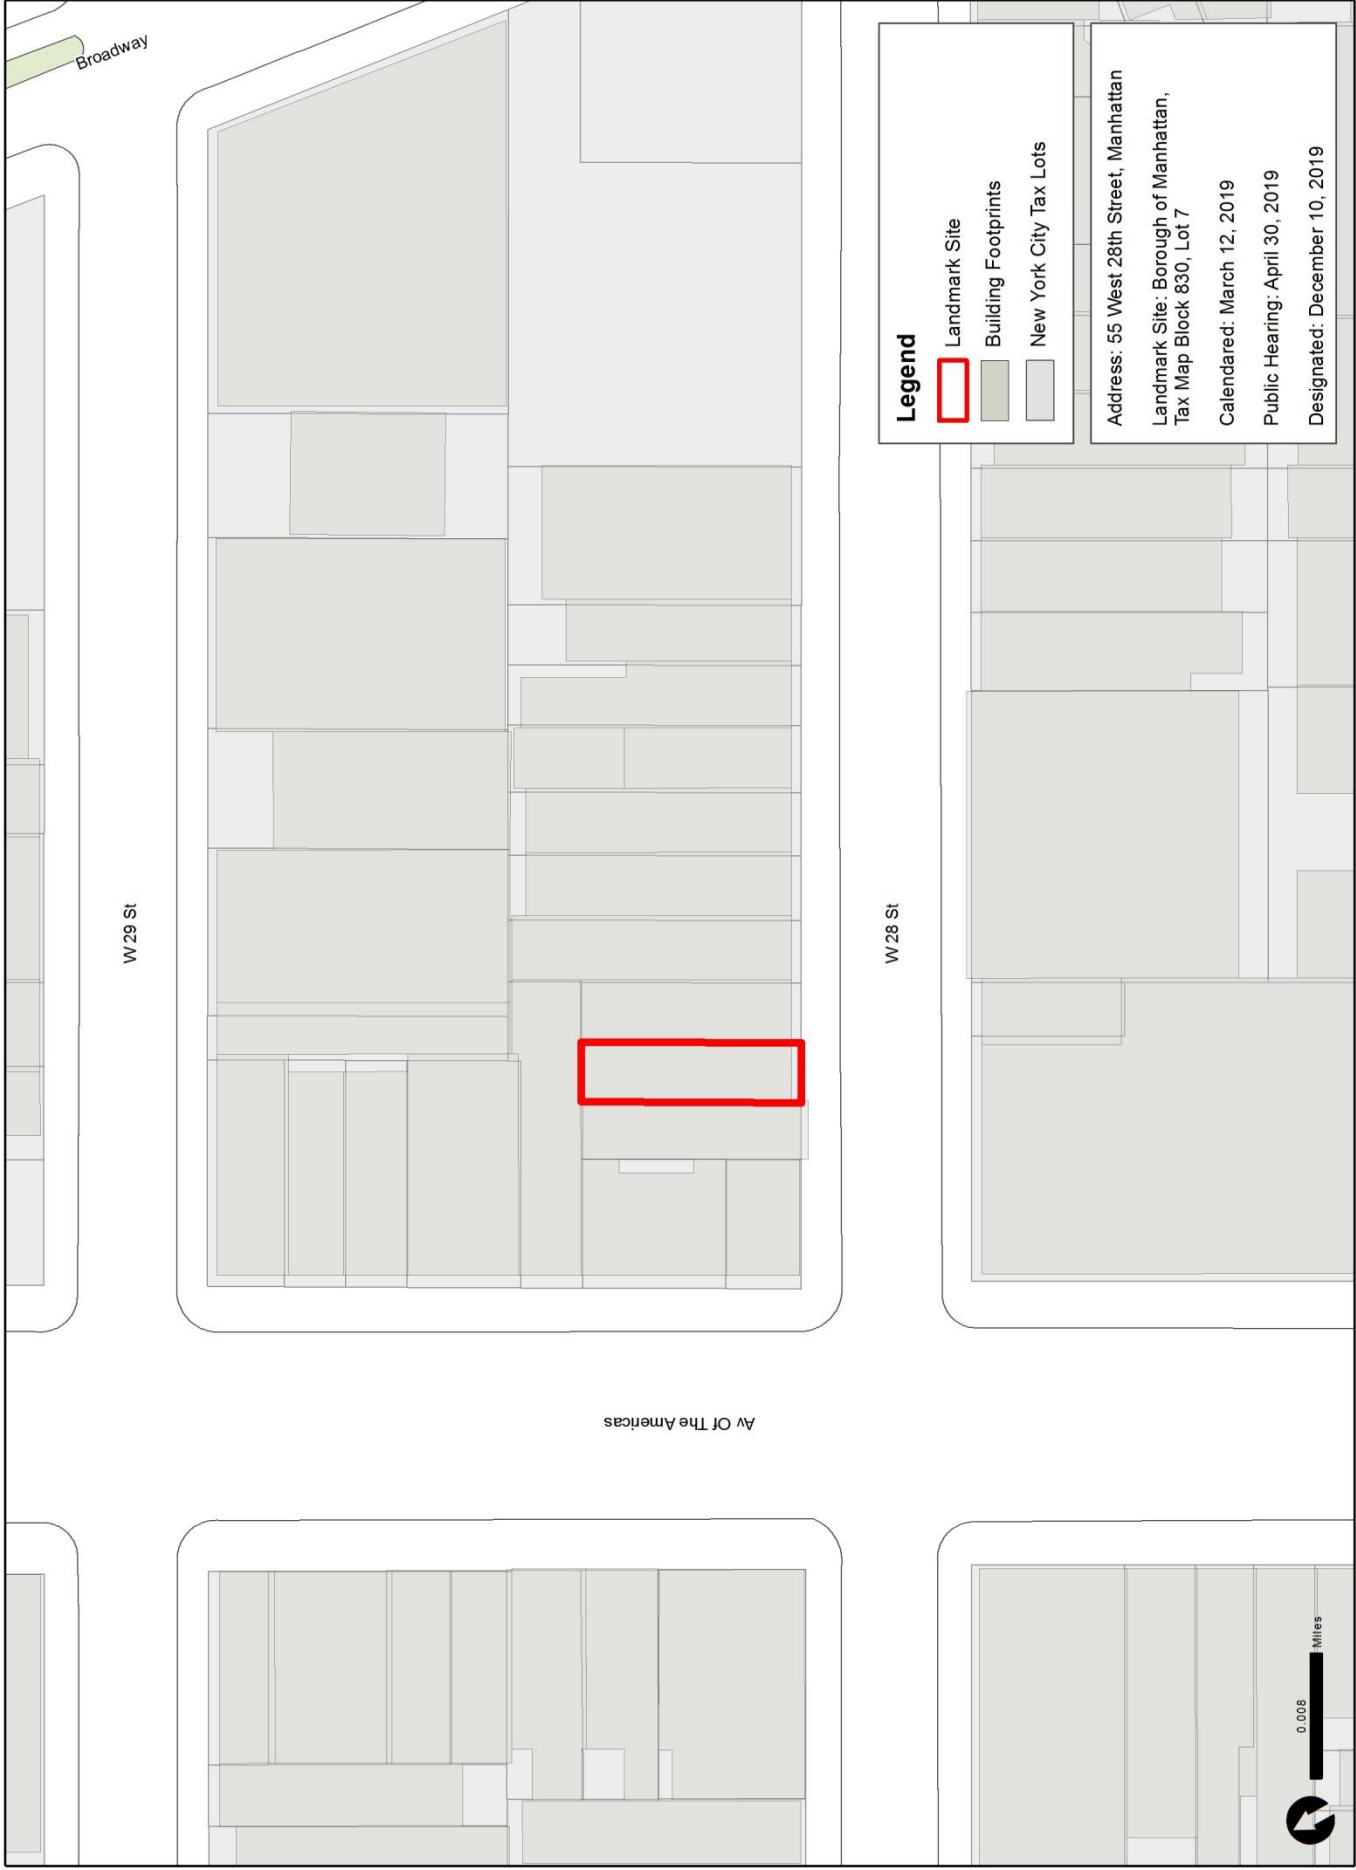 Broadway
W 29 St
W 28 St
Av Of The Americas
Legend
Landmark Site
Building Footprints
New York City Tax Lots
Address: 55 West 28th Street, Manhattan
Landmark Site: Borough of Manhattan,
Tax Map Block 830, Lot 7
Calendared: March 12, 2019
Public Hearing: April 30, 2019
Designated: December 10, 2019
0.008
Miles